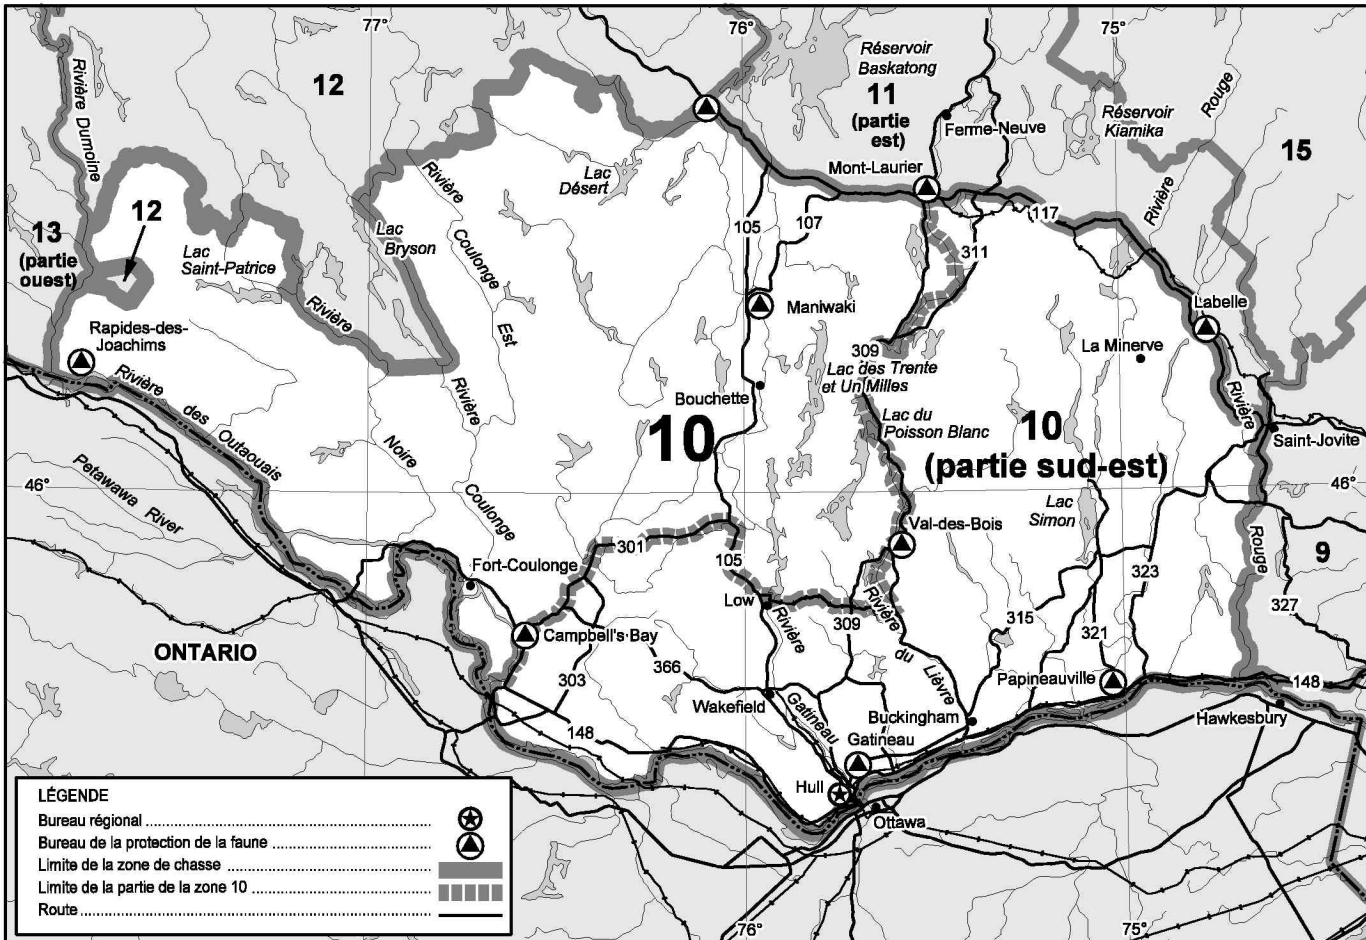 77°
76°
75°
Rivière Dumoine
12
Réservoir
Baskatong
11
(partie
est)
Ferme-Neuve
Réservoir
Kiamika
Rouge
Rivière
15
Mont-Laurier
Rivière
Lac
Désert
12
13
(partie
ouest)
Lac
Saint-Patrice
Lac
Bryson
Coulonge
Est
105
107
117
311
Rivière
Rapides-des-
Joachims
Maniwaki
Labelle
309
La Minerve
Lac des Trente
et Un Milles
Rivière
des
Outaouais
Rivière
Bouchette
10
Lac du
Poisson Blanc
10
(partie sud-est)
Rivière
Saint-Jovite
Noire
Petawawa River
46°
46°
Coulonge
Lac
Simon
Val-des-Bois
301
105
Rouge
9
Fort-Coulonge
323
Low
Rivière
309
Rivière
du
Lièvre
315
321
327
ONTARIO
Campbell's-Bay
303
366
Papineauville
148
Wakefield
Gatineau
Buckingham
Hawkesbury
148
Gatineau
Hull
Ottawa
LÉGENDE
Bureau régional
Bureau de la protection de la faune
Limite de la zone de chasse
Limite de la partie de la zone 10
Route
76°
75°